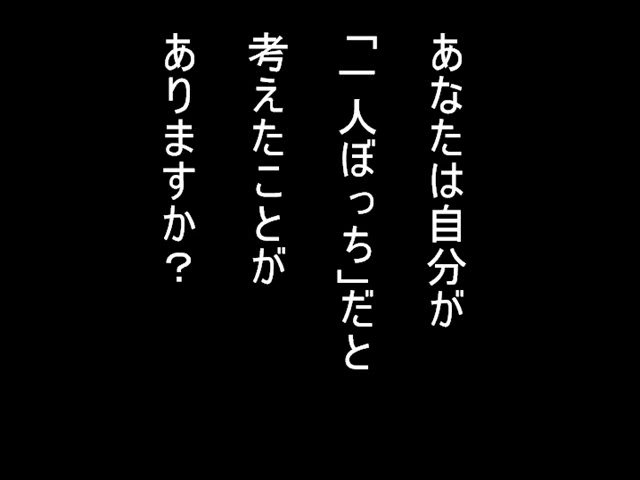 あなたは自分が
「一人ぼっち」だと
考えたことが
ありますか？